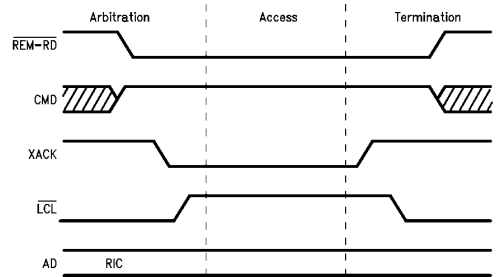 Arbitration Access Termination
REM-RD
CMD
XACK
LCL
AD RIC